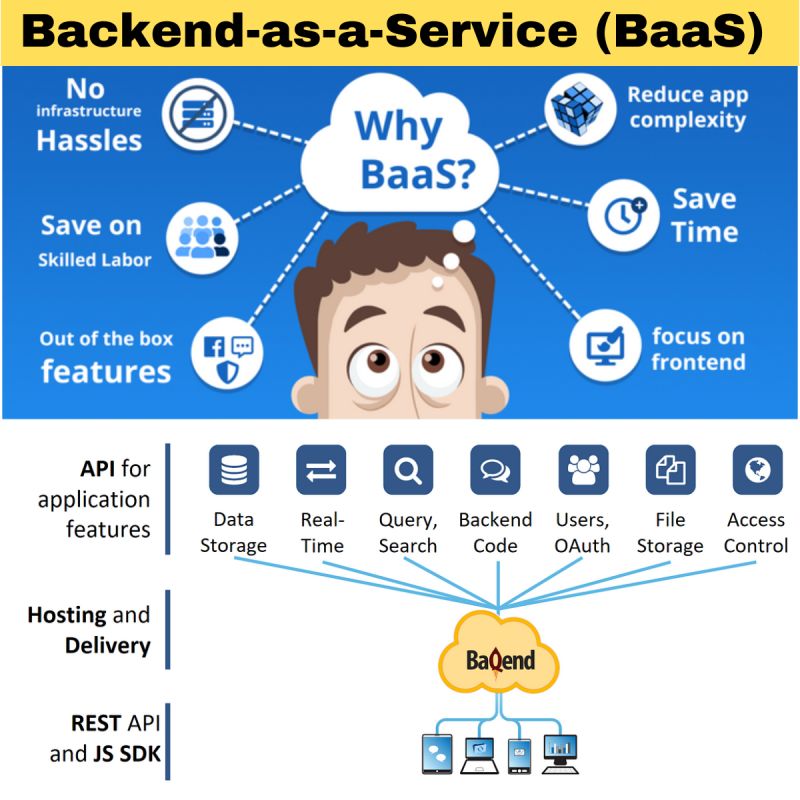 Backend-as-a-Service (BaaS)
No
infrastructure
Hassles
Why
BaaS?
Reduce app
complexity
Save on
Skilled Labor
Save
Time
Out of the box
features
focus on
frontend
API for
application
features
Data
Storage
Real-
Time
Query,
Search
Backend
Code
Users,
OAuth
File
Storage
Access
Control
Hosting and
Delivery
BaQend
REST API
and JS SDK